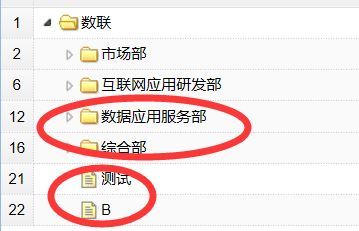 1 数联
2 市场部
6 互联网应用研发部
12 数据应用服务部
16 综合部
21 测试
22 B